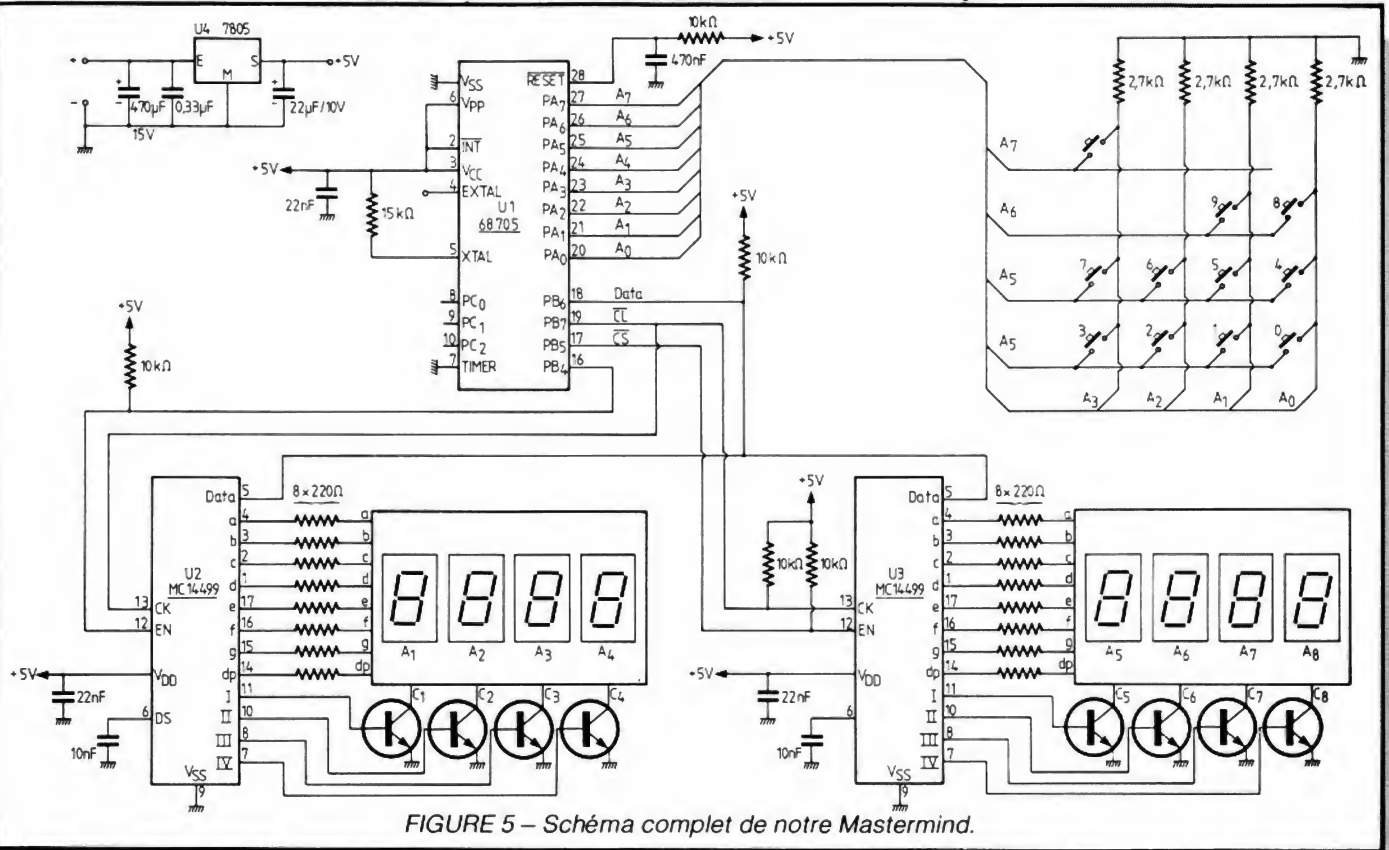 U4 7805
E
S
M
+
-
+5V
470µF
0,33µF
22µF/10V
15V
10kΩ
+5V
470nF
VSS
RESET
28
6
VPP
PA7
27
A7
PA6
26
A6
2
INT
PA5
25
A5
+5V
3
VCC
PA4
24
A4
4
EXTAL
PA3
23
A3
22nF
15kΩ
U1
68705
PA2
22
A2
PA1
21
A1
5
XTAL
PA0
20
A0
8
PC0
PB6
18
Data
9
PC1
PB7
19
CL
10
PC2
PB5
17
CS
7
TIMER
PB4
16
+5V
10kΩ
+5V
10kΩ
2,7kΩ
2,7kΩ
2,7kΩ
2,7kΩ
A7
A6
9
8
A5
7
6
5
4
A5
3
2
1
0
A3
A2
A1
A0
Data
5
8x220Ω
a
4
a
b
3
b
c
2
c
U2
MC14499
d
1
d
13
CK
e
17
e
12
EN
f
16
f
g
15
g
+5V
VDD
dp
14
dp
22nF
I
11
6
DS
II
10
10nF
III
8
IV
7
VSS
9
8
8
8
8
A1
A2
A3
A4
C1
C2
C3
C4
+5V
10kΩ
10kΩ
Data
5
8x220Ω
c
4
a
b
3
b
c
2
c
U3
MC14499
d
1
d
13
CK
e
17
e
12
EN
f
16
f
g
15
g
+5V
VDD
dp
14
dp
22nF
I
11
6
II
10
10nF
III
8
IV
7
VSS
9
8
8
8
8
A5
A6
A7
A8
C5
C6
C7
C8
FIGURE 5 – Schéma complet de notre Mastermind.